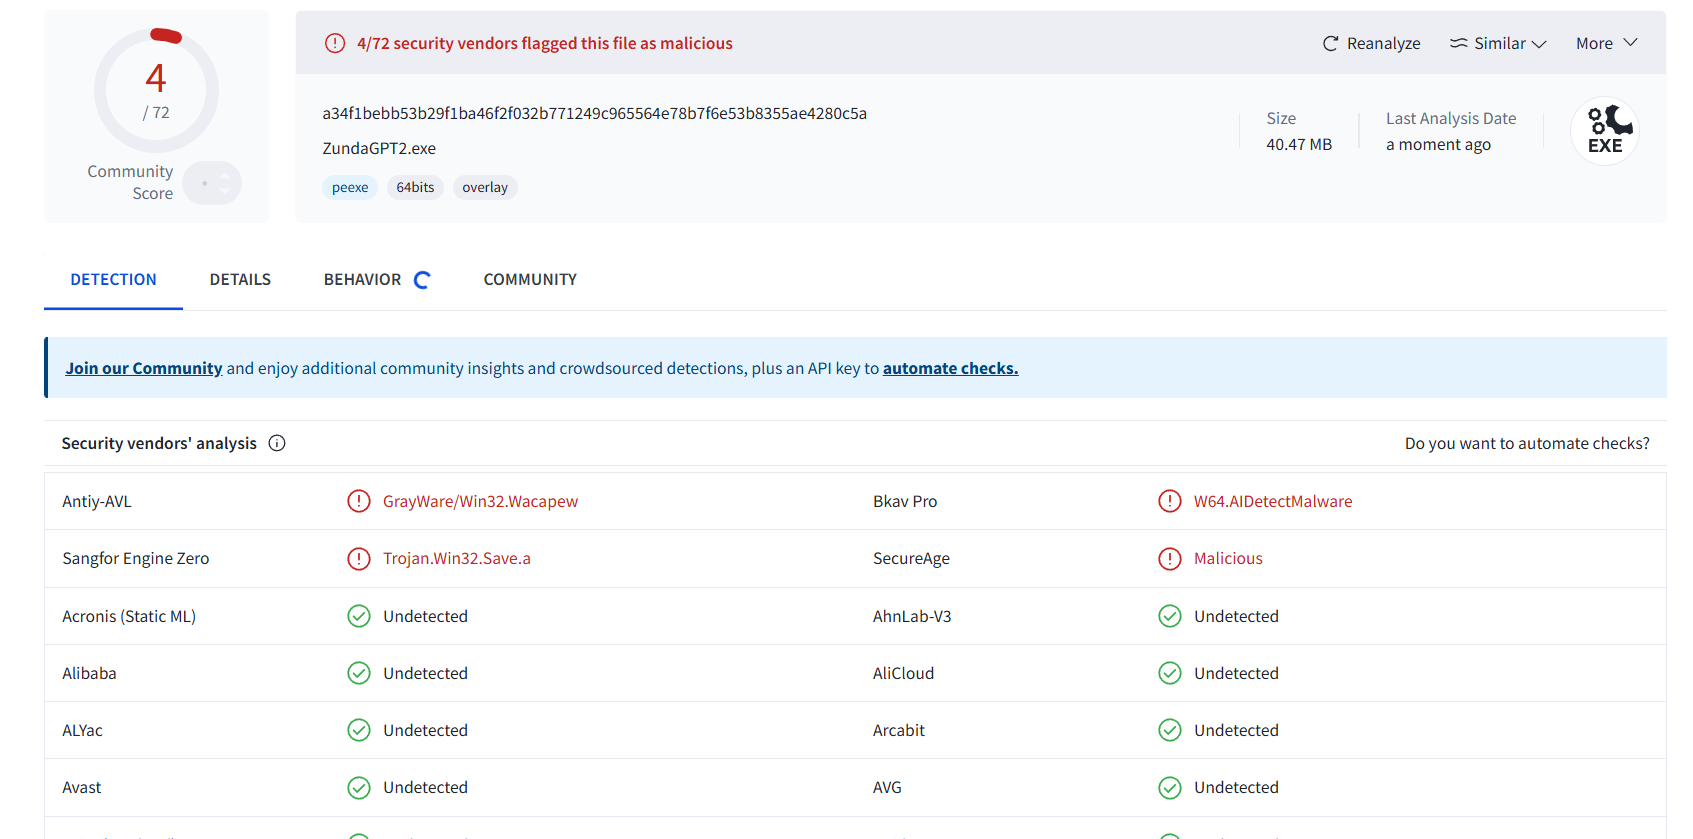 4
/ 72
Community
Score
4/72 security vendors flagged this file as malicious
Reanalyze
Similar
More
a34f1bebb53b29f1ba46f2f032b771249c965564e78b7f6e53b8355ae4280c5a
ZundaGPT2.exe
peexe
64bits
overlay
Size
40.47 MB
Last Analysis Date
a moment ago
EXE
DETECTION
DETAILS
BEHAVIOR
COMMUNITY
Join our Community and enjoy additional community insights and crowdsourced detections, plus an API key to automate checks.
Security vendors' analysis
Do you want to automate checks?
Antiy-AVL
GrayWare/Win32.Wacapew
Bkav Pro
W64.AIDetectMalware
Sangfor Engine Zero
Trojan.Win32.Save.a
SecureAge
Malicious
Acronis (Static ML)
Undetected
AhnLab-V3
Undetected
Alibaba
Undetected
AliCloud
Undetected
ALYac
Undetected
Arcabit
Undetected
Avast
Undetected
AVG
Undetected